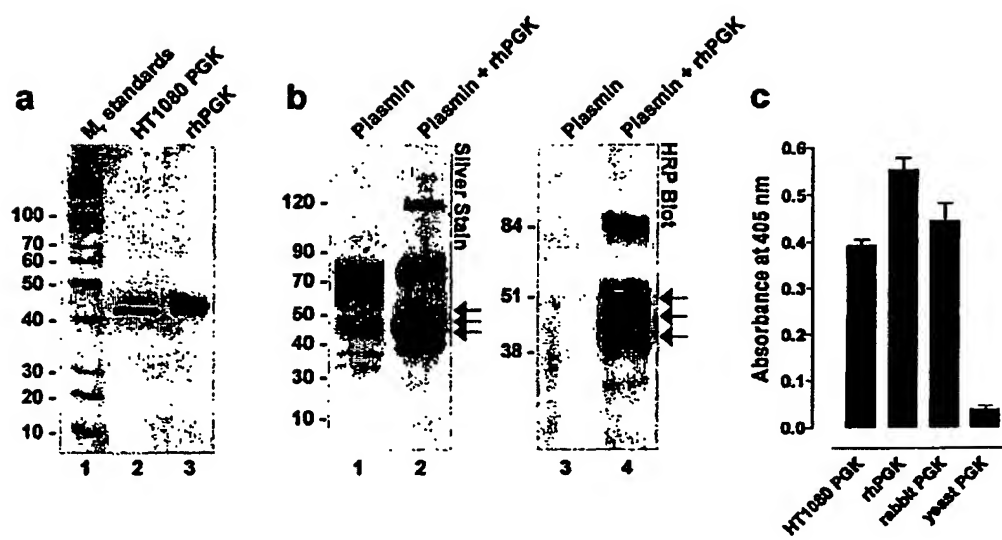 a
Mr standards
HT1080 PGK
rhPGK
100 -
70 -
60 -
50 -
40 -
30 -
20 -
10 -
1 2 3
b
Plasmin
Plasmin + rhPGK
Silver Stain
120 -
90 -
70 -
50 -
40 -
30 -
10 -
1 2
Plasmin
Plasmin + rhPGK
HRP Blot
84 -
51 -
38 -
3 4
c
Absorbance at 405 nm
0.6
0.5
0.4
0.3
0.2
0.1
0.0
HT1080 PGK
rhPGK
rabbit PGK
yeast PGK